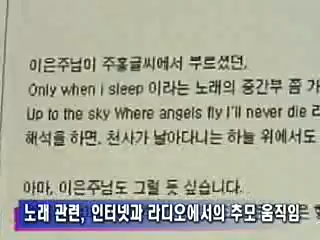 이은주님이 주홍글씨에서 부르셨던,
Only when i sleep 이라는 노래의 중간부 쯤 가
Up to the sky Where angels fly I'll never die 라
해석을 하면, 천사가 날아다니는 하늘 위에서도
아마, 이은주님도 그럴 듯 싶습니다.
노래 관련, 인터넷과 라디오에서의 추모 움직임